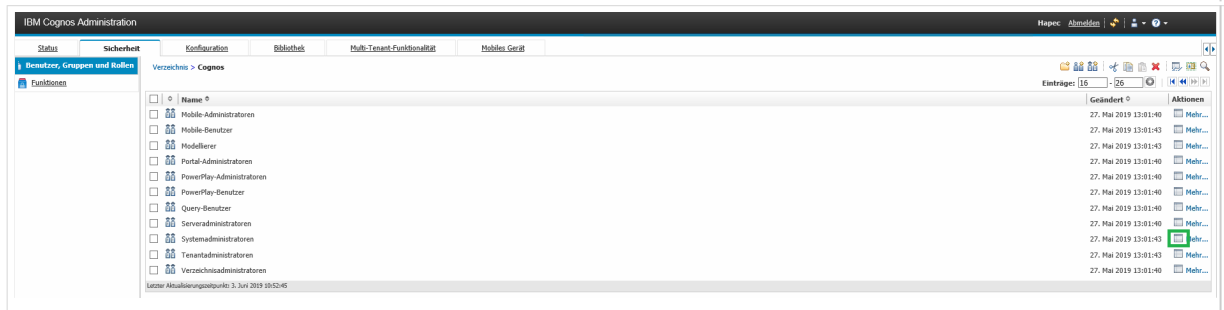 IBM Cognos Administration
Hapec Abmelden
Status Sicherheit Konfiguration Bibliothek Multi-Tenant-Funktionalität Mobiles Gerät
Benutzer, Gruppen und Rollen
Verzeichnis > Cognos
Funktionen
Einträge: 16 - 26
Name Geändert Aktionen
Mobile-Administratoren 27. Mai 2019 13:01:40 Mehr...
Mobile-Benutzer 27. Mai 2019 13:01:43 Mehr...
Modellierer 27. Mai 2019 13:01:43 Mehr...
Portal-Administratoren 27. Mai 2019 13:01:40 Mehr...
PowerPlay-Administratoren 27. Mai 2019 13:01:40 Mehr...
PowerPlay-Benutzer 27. Mai 2019 13:01:40 Mehr...
Query-Benutzer 27. Mai 2019 13:01:40 Mehr...
Serveradministratoren 27. Mai 2019 13:01:40 Mehr...
Systemadministratoren 27. Mai 2019 13:01:43 Mehr...
Tenantadministratoren 27. Mai 2019 13:01:43 Mehr...
Verzeichnisadministratoren 27. Mai 2019 13:01:40 Mehr...
Letzter Aktualisierungszeitpunkt: 3. Juni 2019 10:52:45